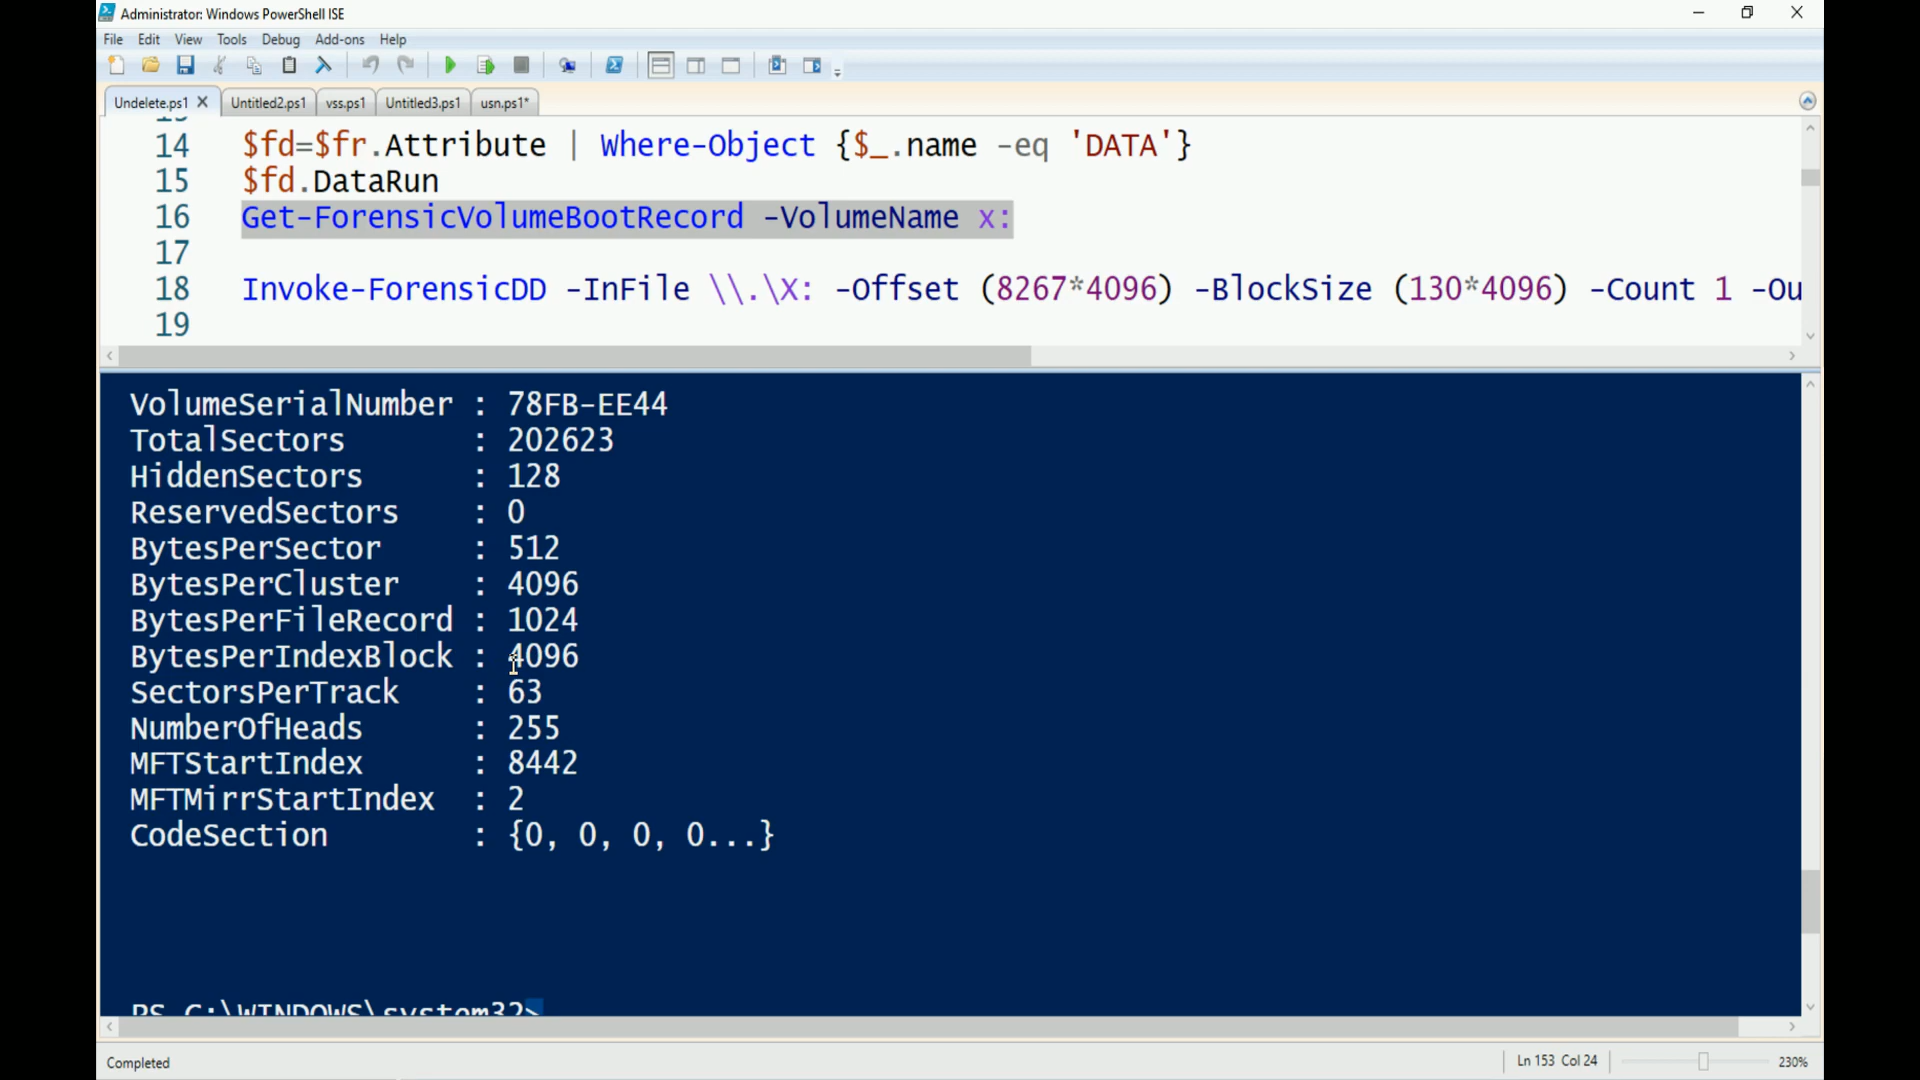 Administrator: Windows PowerShell ISE
File Edit View Tools Debug Add-ons Help
Undelete.ps1 Untitled2.ps1 vss.ps1 Untitled3.ps1 usn.ps1*
14 $fd=$fr.Attribute | Where-Object {$_.name -eq 'DATA'}
15 $fd.DataRun
16 Get-ForensicVolumeBootRecord -VolumeName x:
17
18 Invoke-ForensicDD -InFile \\.\X: -Offset (8267*4096) -BlockSize (130*4096) -Count 1 -Ou
19
VolumeSerialNumber : 78FB-EE44
TotalSectors : 202623
HiddenSectors : 128
ReservedSectors : 0
BytesPerSector : 512
BytesPerCluster : 4096
BytesPerFileRecord : 1024
BytesPerIndexBlock : 4096
SectorsPerTrack : 63
NumberOfHeads : 255
MFTStartIndex : 8442
MFTMirrStartIndex : 2
CodeSection : {0, 0, 0, 0...}
PS C:\WINDOWS\system32>
Completed Ln 153 Col 24 230%